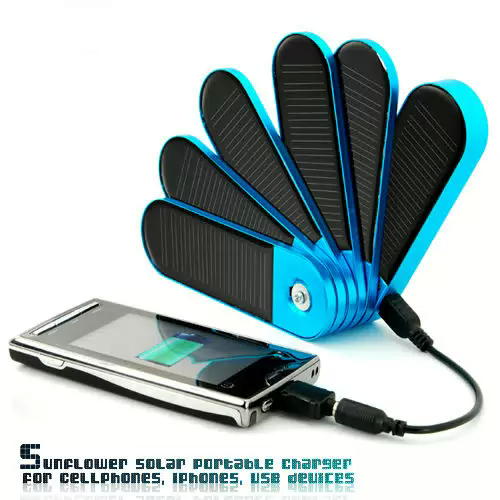 Sunflower solar portable charger
for cellphones, iphones, usb devices